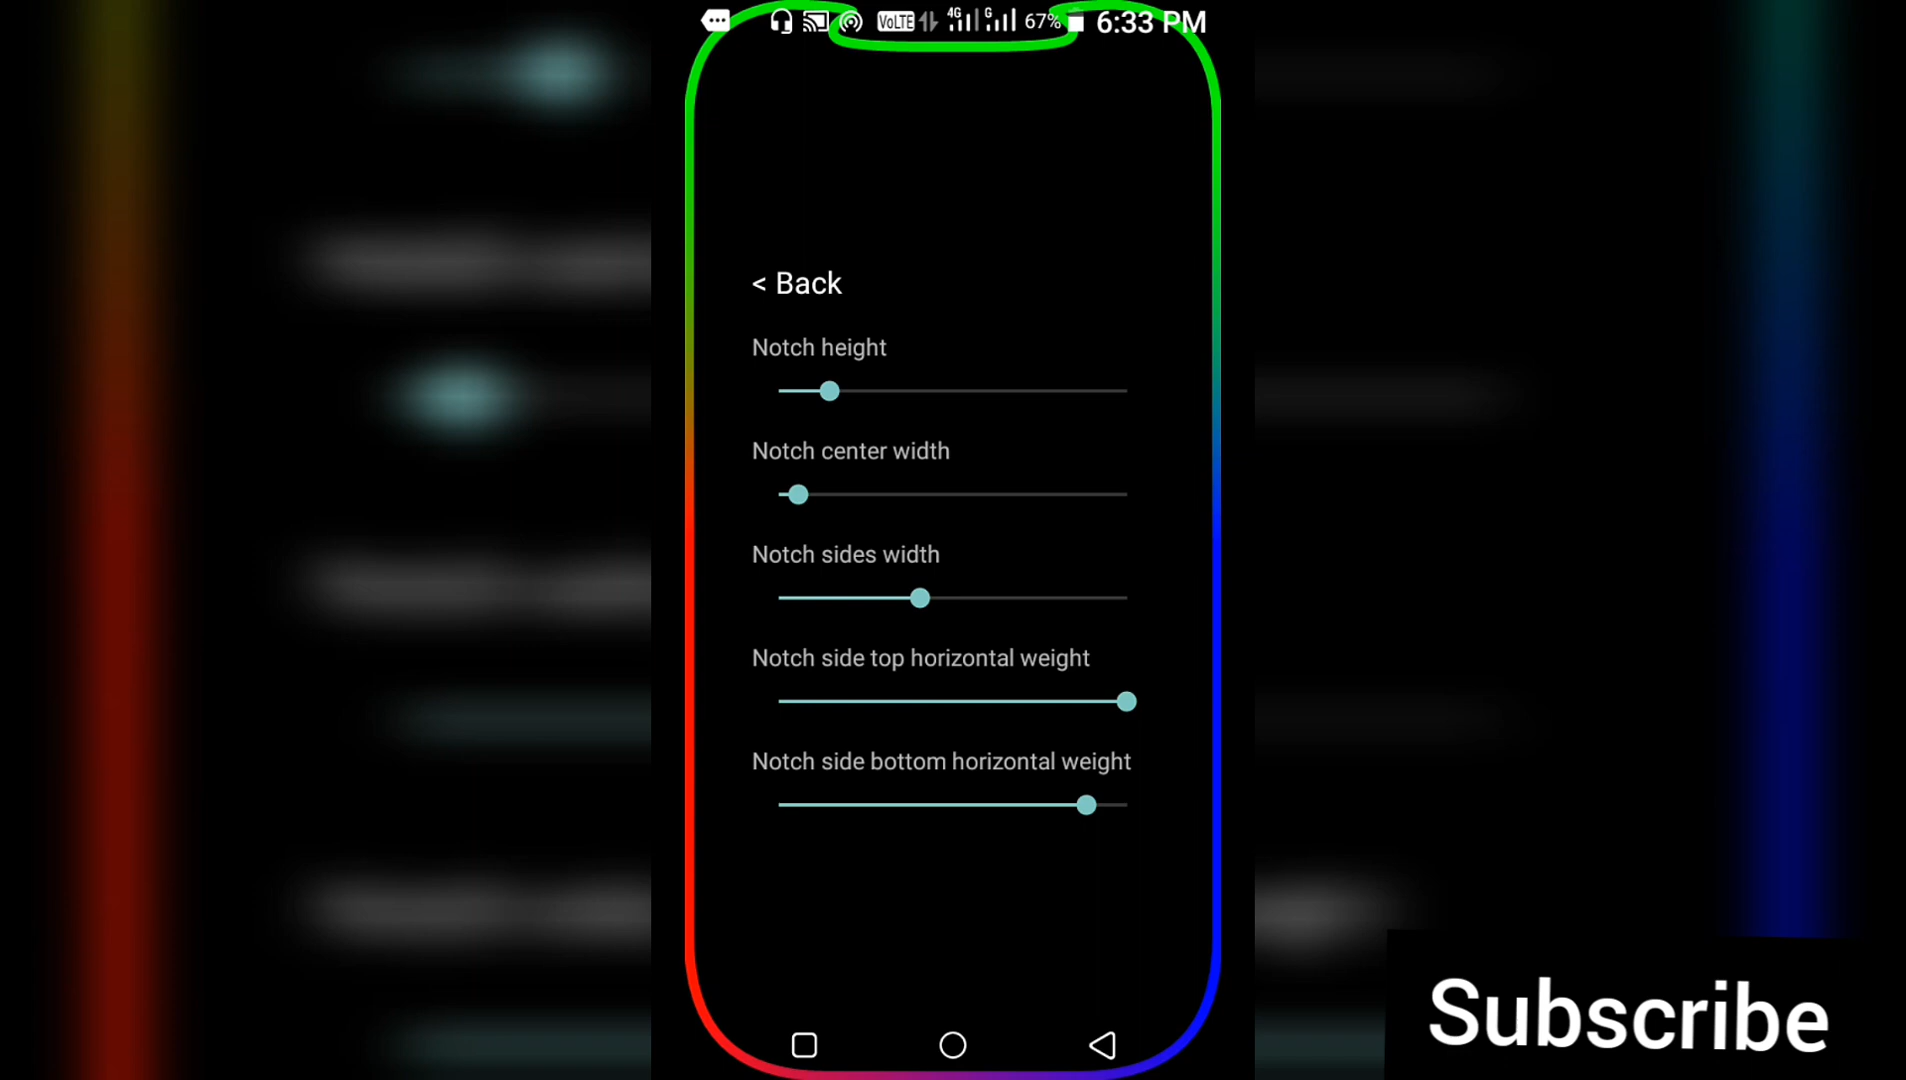 VoLTE 4G G 67% 6:33 PM
< Back
Notch height
Notch center width
Notch sides width
Notch side top horizontal weight
Notch side bottom horizontal weight
Subscribe